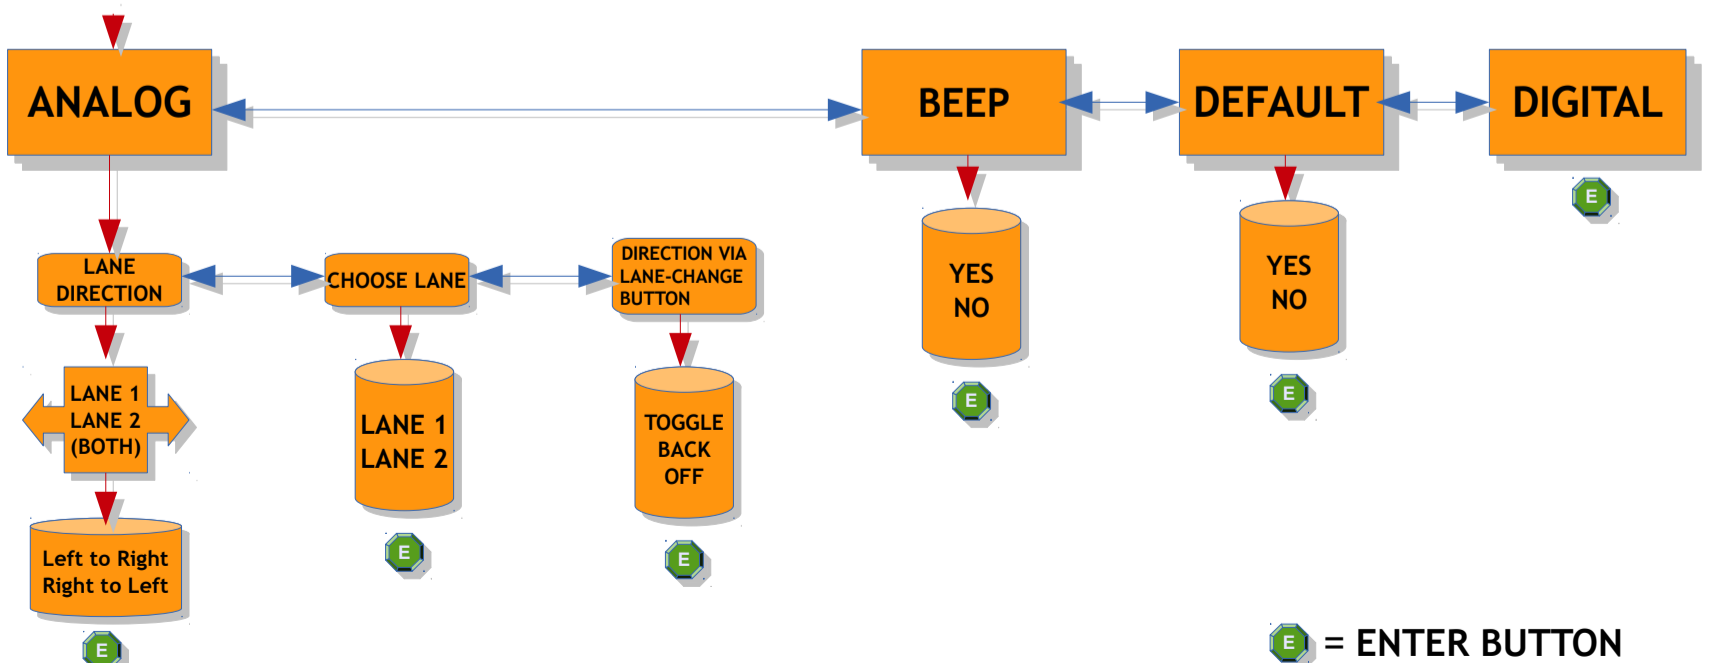 ANALOG
BEEP
DEFAULT
DIGITAL
E
LANE
DIRECTION
CHOOSE LANE
DIRECTION VIA
LANE-CHANGE
BUTTON
YES
NO
YES
NO
E
E
LANE 1
LANE 2
(BOTH)
LANE 1
LANE 2
TOGGLE
BACK
OFF
E
E
Left to Right
Right to Left
E
E = ENTER BUTTON